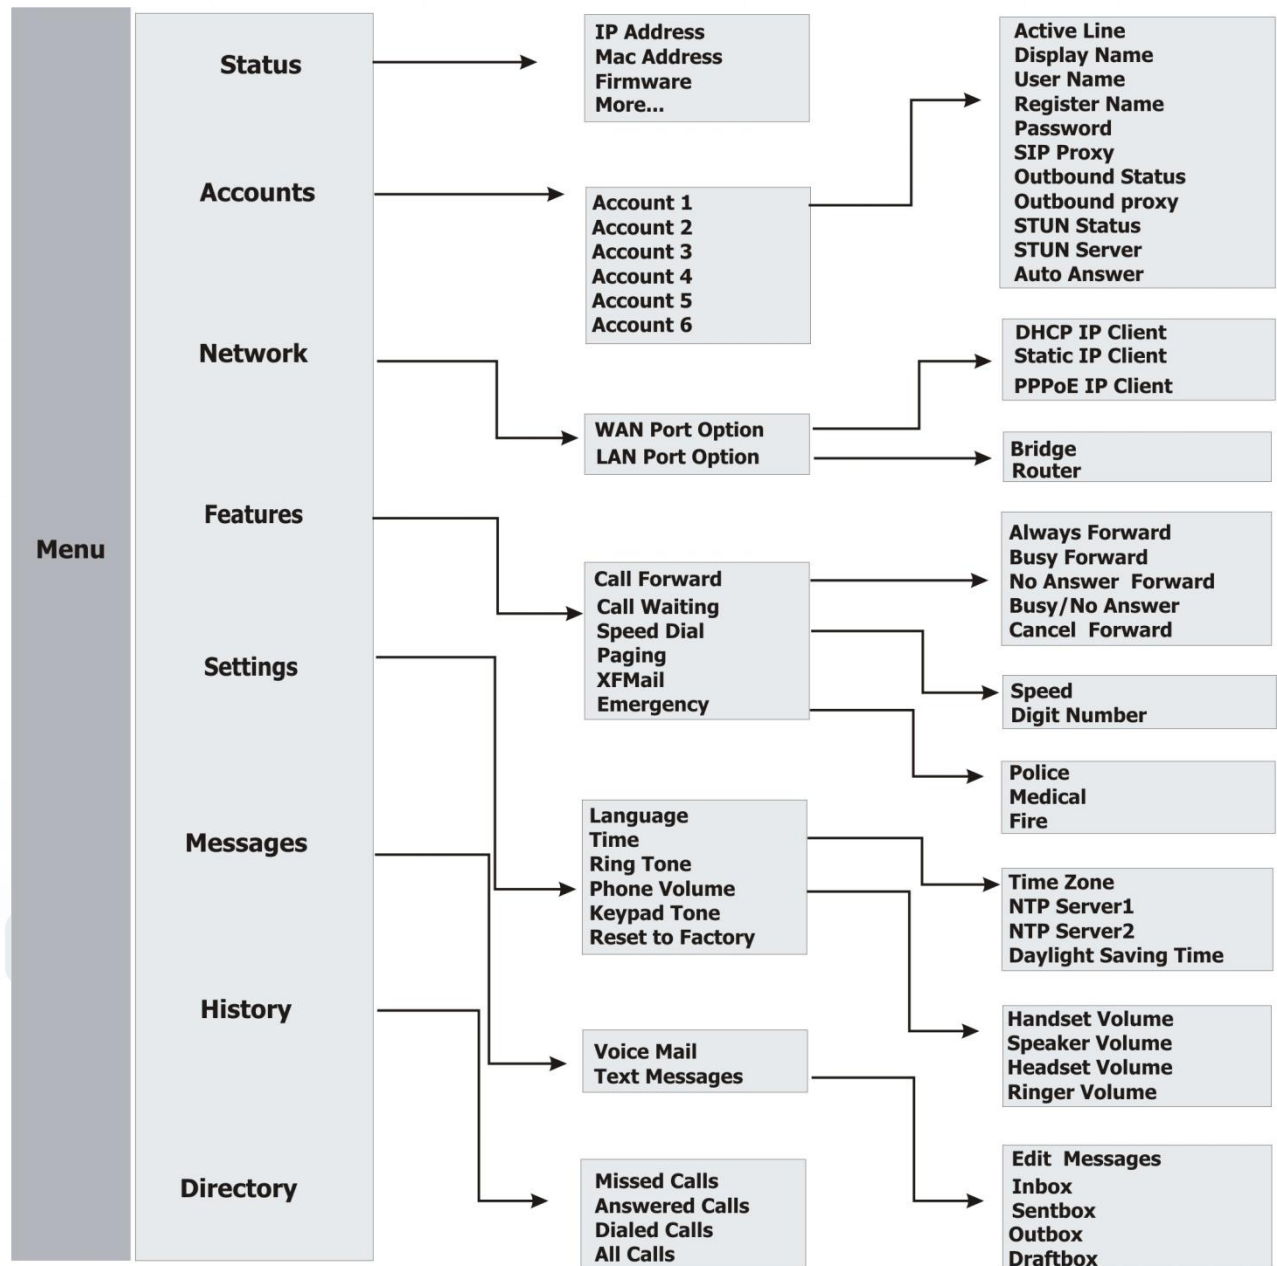 Menu
Status
Accounts
Network
Features
Settings
Messages
History
Directory
IP Address
Mac Address
Firmware
More...
Account 1
Account 2
Account 3
Account 4
Account 5
Account 6
WAN Port Option
LAN Port Option
Call Forward
Call Waiting
Speed Dial
Paging
XFMail
Emergency
Language
Time
Ring Tone
Phone Volume
Keypad Tone
Reset to Factory
Voice Mail
Text Messages
Missed Calls
Answered Calls
Dialed Calls
All Calls
Active Line
Display Name
User Name
Register Name
Password
SIP Proxy
Outbound Status
Outbound proxy
STUN Status
STUN Server
Auto Answer
DHCP IP Client
Static IP Client
PPPoE IP Client
Bridge
Router
Always Forward
Busy Forward
No Answer  Forward
Busy/No Answer
Cancel  Forward
Speed
Digit Number
Police
Medical
Fire
Time Zone
NTP Server1
NTP Server2
Daylight Saving Time
Handset Volume
Speaker Volume
Headset Volume
Ringer Volume
Edit  Messages
Inbox
Sentbox
Outbox
Draftbox